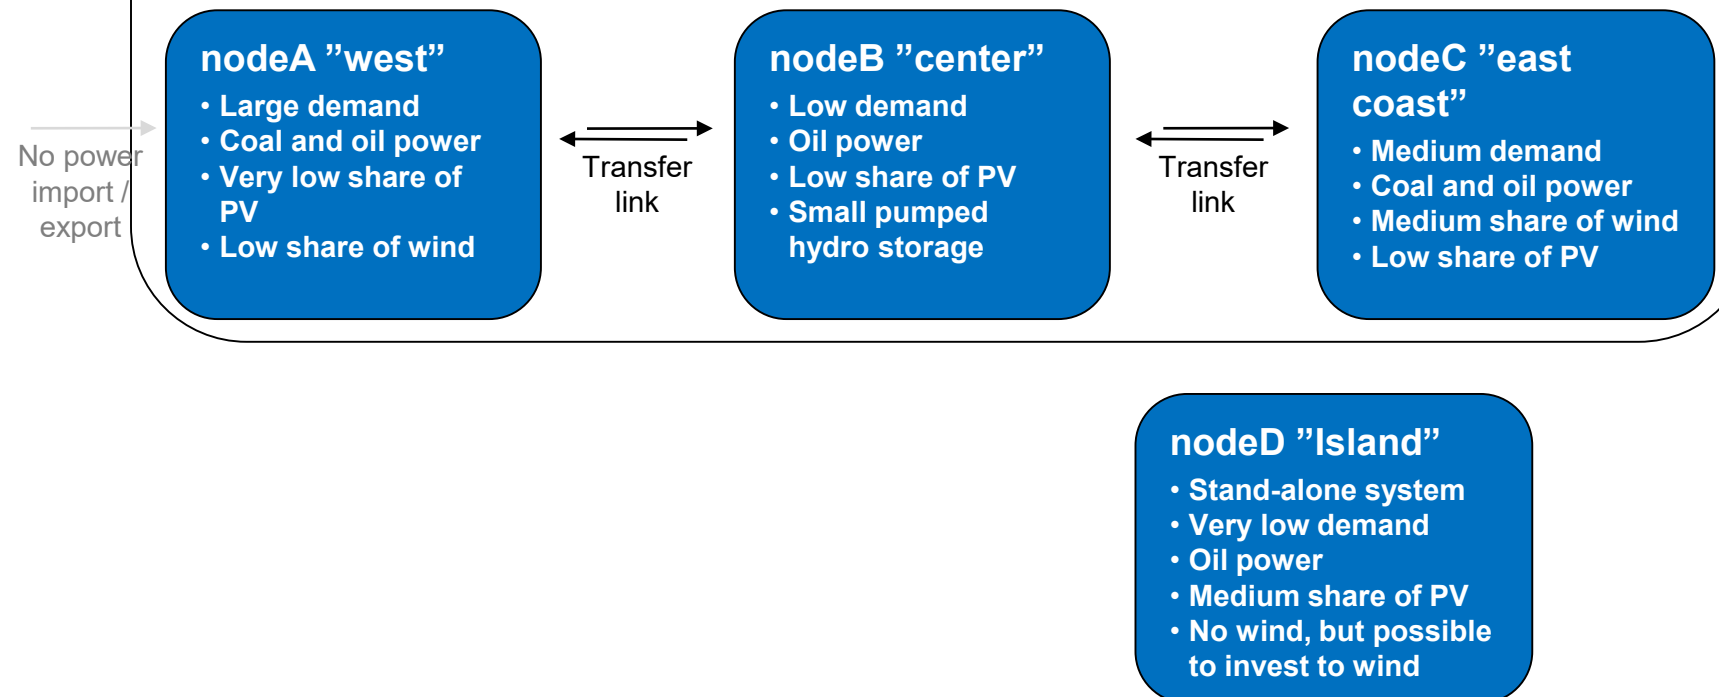 No power
import /
export
nodeA ”west”
• Large demand
• Coal and oil power
• Very low share of
PV
• Low share of wind
Transfer
link
nodeB ”center”
• Low demand
• Oil power
• Low share of PV
• Small pumped
hydro storage
Transfer
link
nodeC ”east
coast”
• Medium demand
• Coal and oil power
• Medium share of wind
• Low share of PV
nodeD ”Island”
• Stand-alone system
• Very low demand
• Oil power
• Medium share of PV
• No wind, but possible
to invest to wind